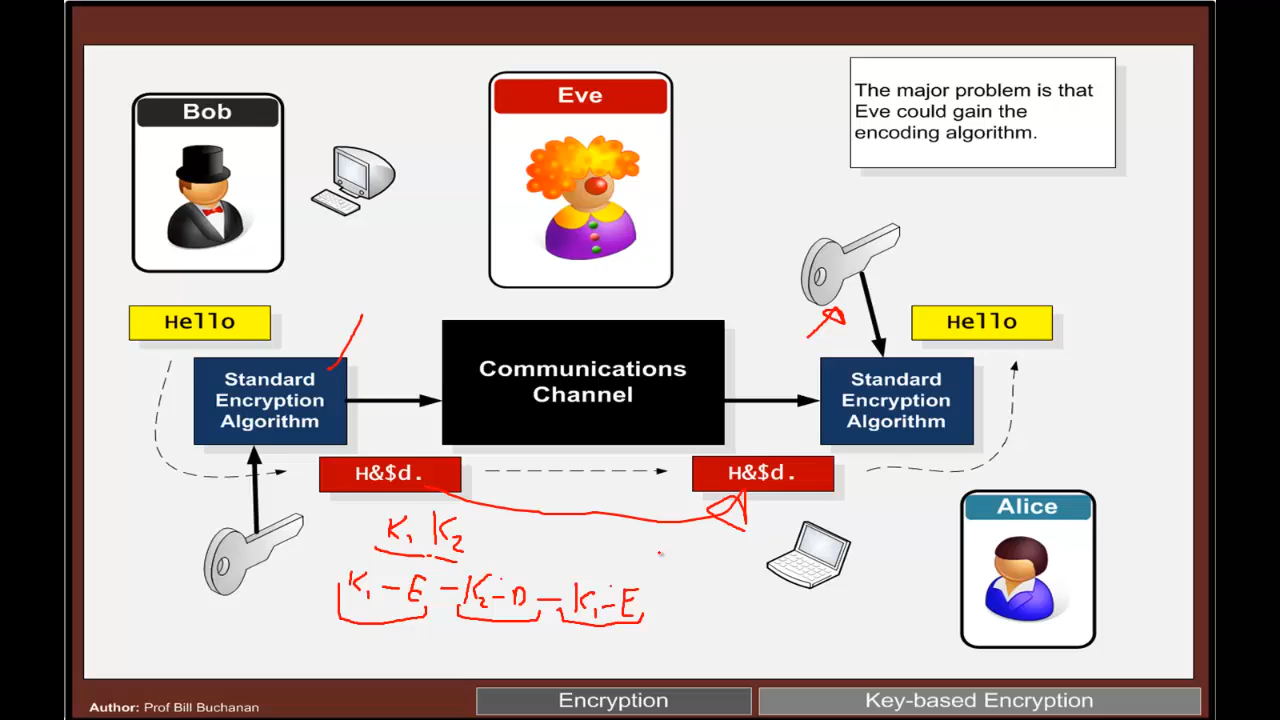 Bob
Eve
The major problem is that
Eve could gain the
encoding algorithm.
Hello
Hello
Standard
Encryption
Algorithm
Communications
Channel
Standard
Encryption
Algorithm
H&$d.
H&$d.
Alice
K₁ K₂
K₁ – E – K₂ – D – K₁ – E
Author: Prof Bill Buchanan
Encryption
Key-based Encryption